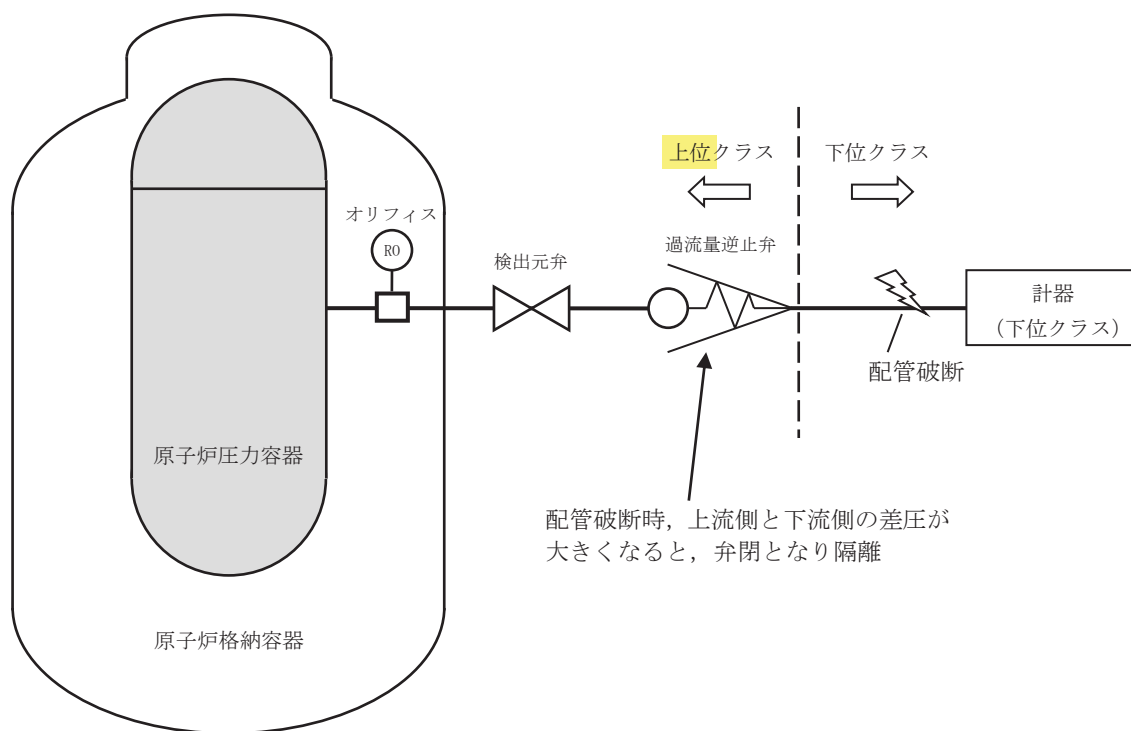 上位クラス
下位クラス
オリフィス
RO
検出元弁
過流量逆止弁
計器
(下位クラス)
配管破断
原子炉圧力容器
配管破断時,上流側と下流側の差圧が
大きくなると,弁閉となり隔離
原子炉格納容器